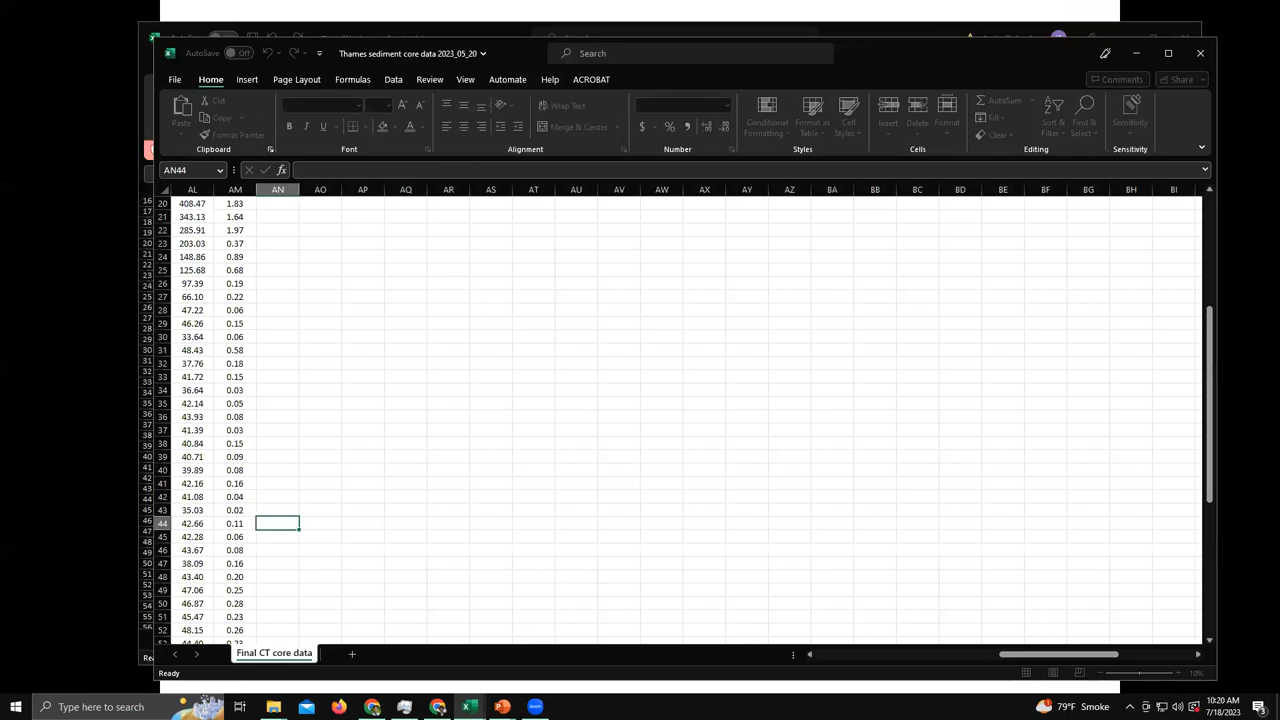 AutoSave Off Thames sediment core data 2023_05_20 Search
File Home Insert Page Layout Formulas Data Review View Automate Help ACROBAT Comments Share
Paste Cut Copy Format Painter Wrap Text Merge & Center Conditional Formatting Format as Table Cell Styles Insert Delete Format AutoSum Fill Clear Sort & Filter Find & Select Sensitivity
Clipboard Font Alignment Number Styles Cells Editing Sensitivity
AN44
AL AM AN AO AP AQ AR AS AT AU AV AW AX AY AZ BA BB BC BD BE BF BG BH BI
20 408.47 1.83
21 343.13 1.64
22 285.91 1.97
23 203.03 0.37
24 148.86 0.89
25 125.68 0.68
26 97.39 0.19
27 66.10 0.22
28 47.22 0.06
29 46.26 0.15
30 33.64 0.06
31 48.43 0.58
32 37.76 0.18
33 41.72 0.15
34 36.64 0.03
35 42.14 0.05
36 43.93 0.08
37 41.39 0.03
38 40.84 0.15
39 40.71 0.09
40 39.89 0.08
41 42.16 0.16
42 41.08 0.04
43 35.03 0.02
44 42.66 0.11
45 42.28 0.06
46 43.67 0.08
47 38.09 0.16
48 43.40 0.20
49 47.06 0.25
50 46.87 0.28
51 45.47 0.23
52 48.15 0.26
Final CT core data
Ready 10%
Type here to search 79°F Smoke 10:20 AM
7/18/2023